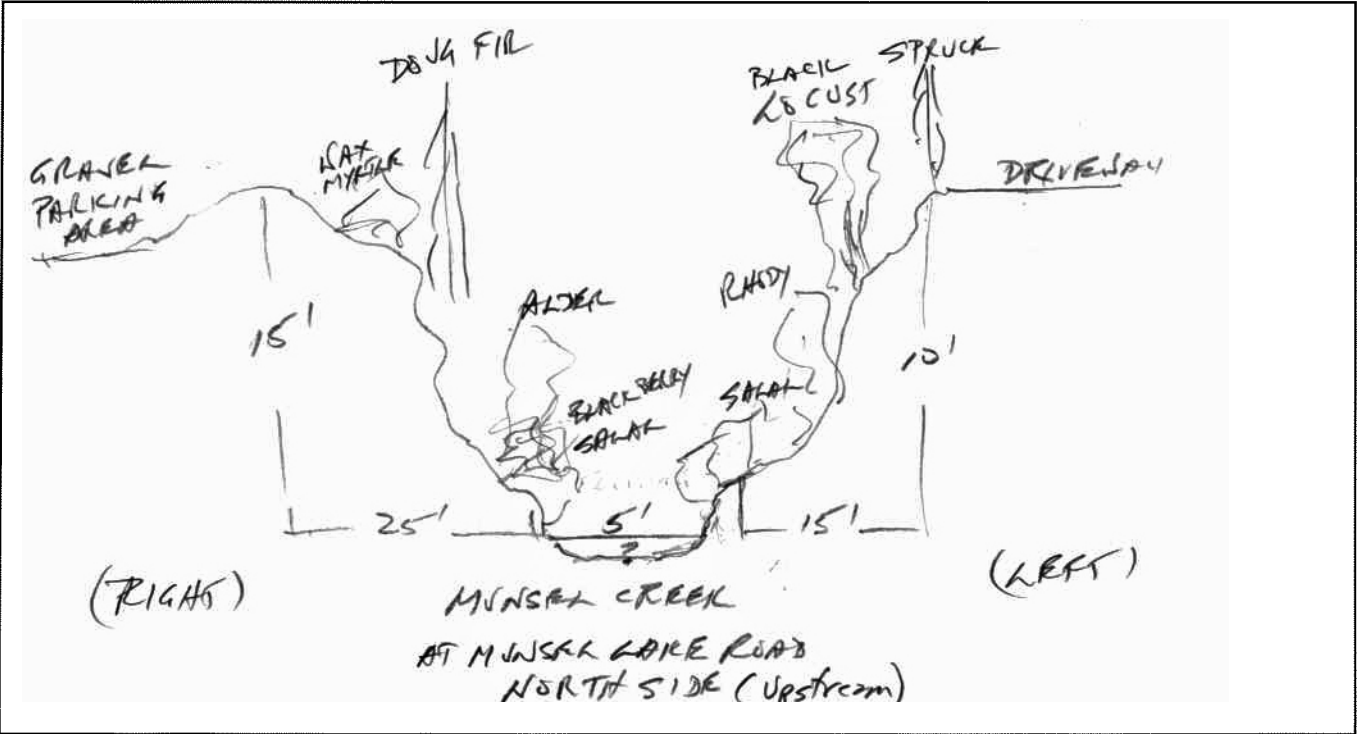 DOUG FIR
BLACK
LOCUST
SPRUCE
GRAVEL
PARKING
AREA
WAX
MYRTLE
DRIVEWAY
ALDER
RHODY
15'
10'
BLACKBERRY
SALAL
SALAL
25'
5'
15'
?
(RIGHT)
(LEFT)
MUNSEL CREEK
AT MUNSEL LAKE ROAD
NORTH SIDE (Upstream)